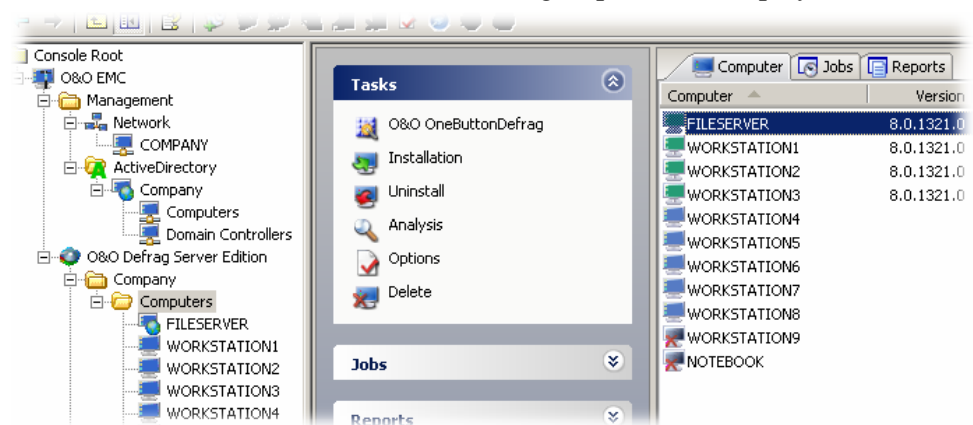 Console Root
O&O EMC
Management
Network
COMPANY
ActiveDirectory
Company
Computers
Domain Controllers
O&O Defrag Server Edition
Company
Computers
FILESERVER
WORKSTATION1
WORKSTATION2
WORKSTATION3
WORKSTATION4
Tasks
O&O OneButtonDefrag
Installation
Uninstall
Analysis
Options
Delete
Jobs
Reports
Computer Jobs Reports
Computer Version
FILESERVER 8.0.1321.0
WORKSTATION1 8.0.1321.0
WORKSTATION2 8.0.1321.0
WORKSTATION3 8.0.1321.0
WORKSTATION4
WORKSTATION5
WORKSTATION6
WORKSTATION7
WORKSTATION8
WORKSTATION9
NOTEBOOK